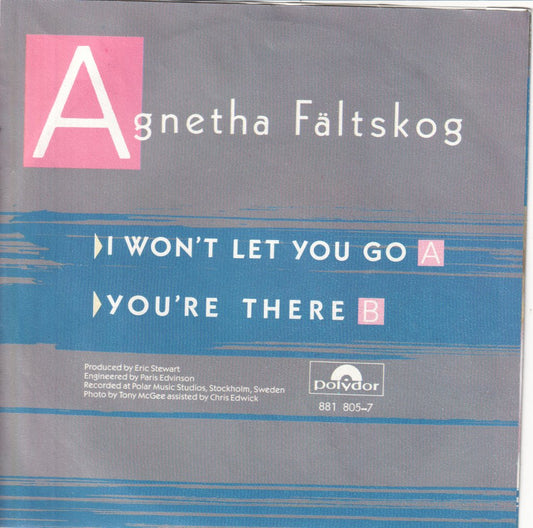 Agnetha Fältskog
I WON'T LET YOU GO A
YOU'RE THERE B
Produced by Eric Stewart
Engineered by Paris Edvinson
Recorded at Polar Music Studios, Stockholm, Sweden
Photo by Tony McGee assisted by Chris Edwick
polydor
881 805-7